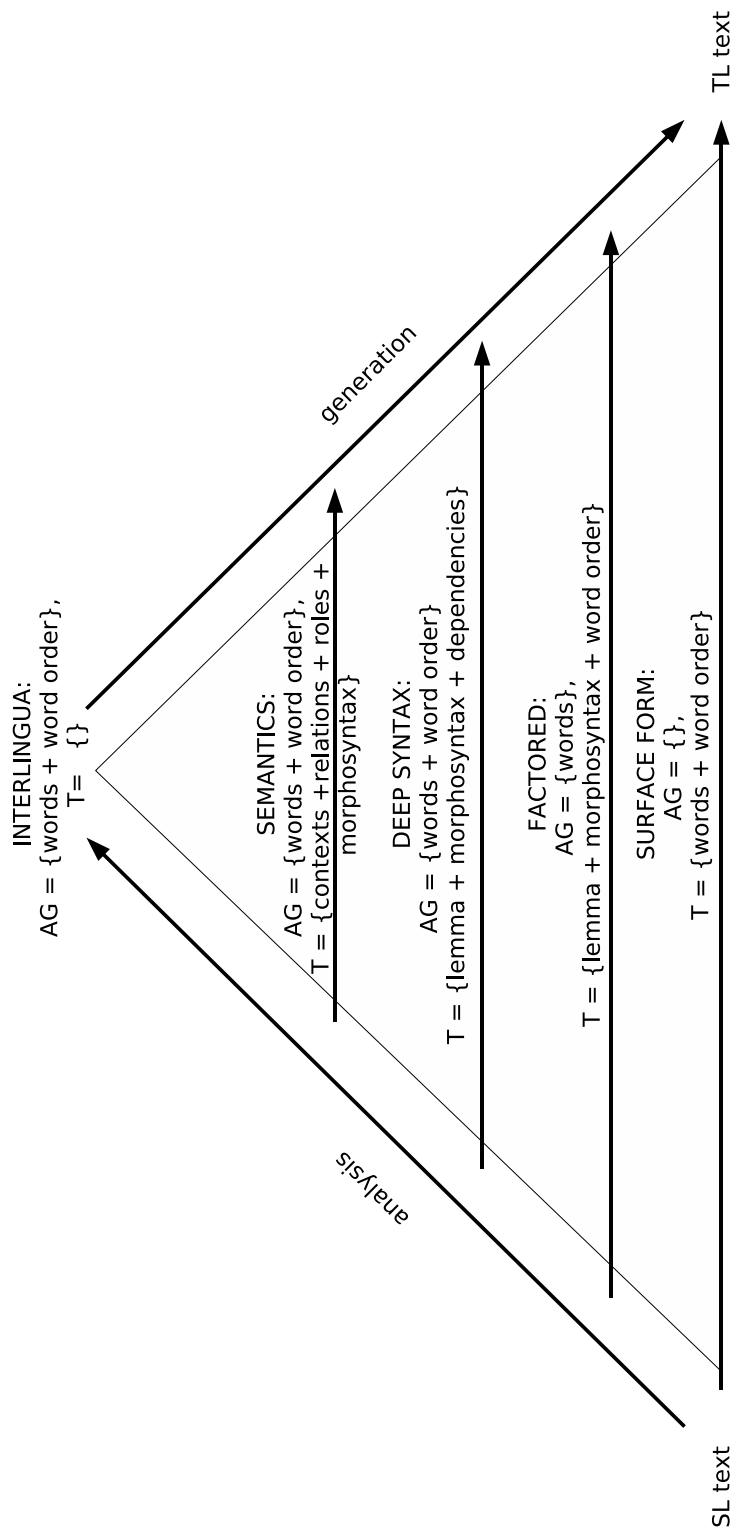 INTERLINGUA:
AG = {words + word order},
T= {}
generation
SEMANTICS:
AG = {words + word order},
T = {contexts +relations + roles +
morphosyntax}
analysis
DEEP SYNTAX:
AG = {words + word order}
T = {lemma + morphosyntax + dependencies}
FACTORED:
AG = {words},
T = {lemma + morphosyntax + word order}
SURFACE FORM:
AG = {},
T = {words + word order}
SL text
TL text